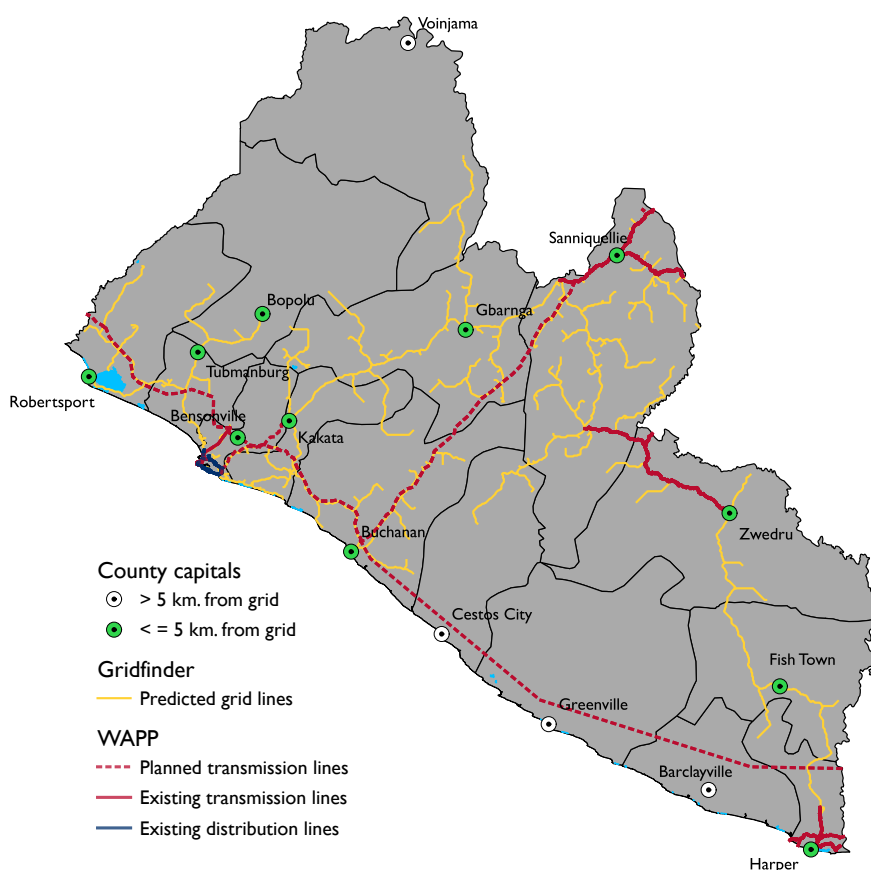 Voinjama
Sanniquellie
Bopolu
Gbarnga
Tubmanburg
Robertsport
Bensonville
Kakata
Buchanan
Zwedru
County capitals
> 5 km. from grid
< = 5 km. from grid
Cestos City
Gridfinder
Predicted grid lines
Fish Town
Greenville
WAPP
Planned transmission lines
Existing transmission lines
Existing distribution lines
Barclayville
Harper